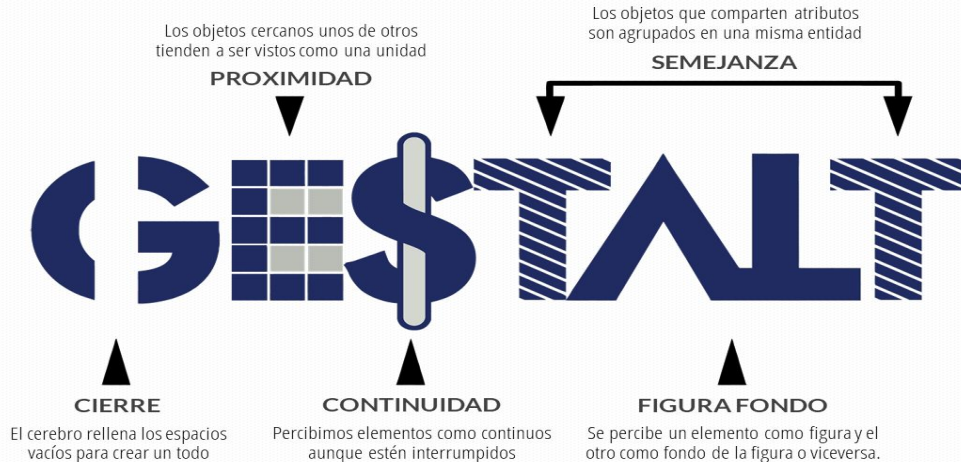 Los objetos cercanos unos de otros
tienden a ser vistos como una unidad
PROXIMIDAD
Los objetos que comparten atributos
son agrupados en una misma entidad
SEMEJANZA
GESTALT
CIERRE
El cerebro rellena los espacios
vacíos para crear un todo
CONTINUIDAD
Percibimos elementos como continuos
aunque estén interrumpidos
FIGURA FONDO
Se percibe un elemento como figura y el
otro como fondo de la figura o viceversa.